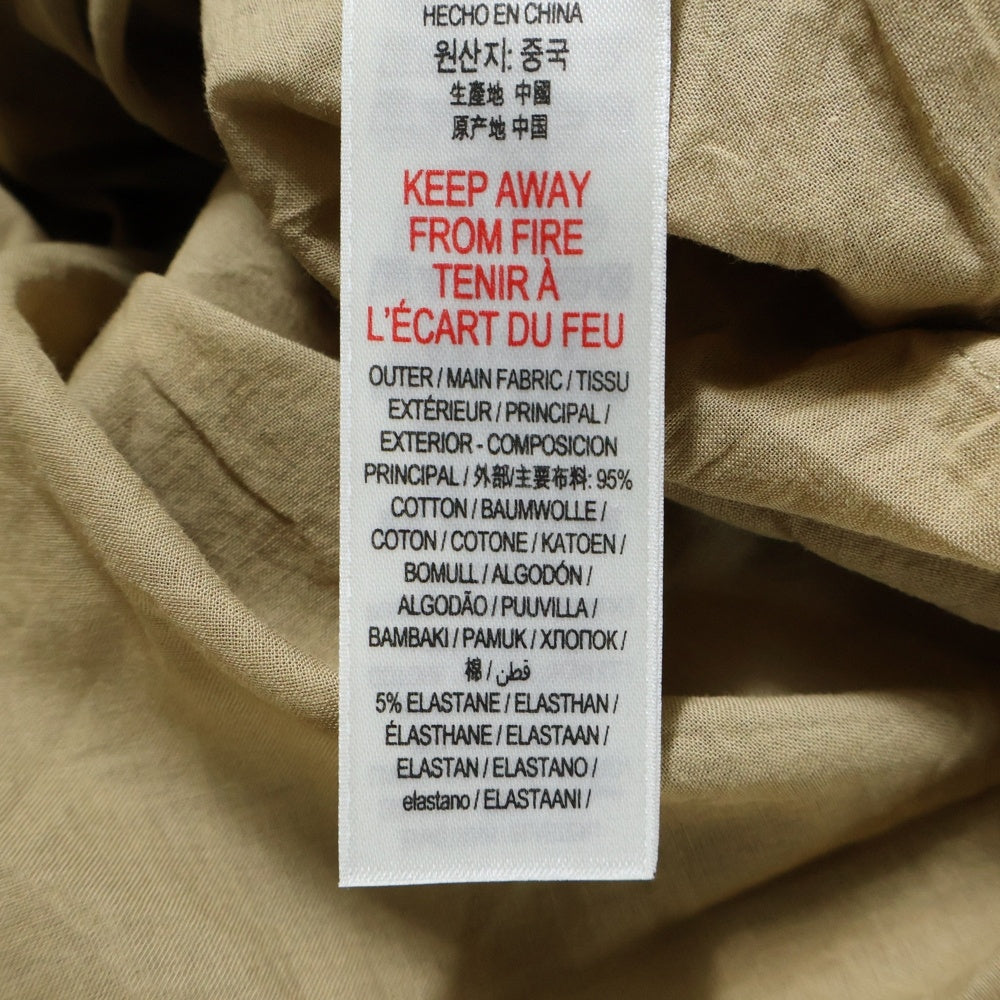 HECHO EN CHINA
원산지: 중국
生產地 中國
原产地 中国
KEEP AWAY
FROM FIRE
TENIR À
L'ÉCART DU FEU
OUTER / MAIN FABRIC / TISSU
EXTÉRIEUR / PRINCIPAL /
EXTERIOR - COMPOSICION
PRINCIPAL / 外部/主要布料: 95%
COTTON / BAUMWOLLE /
COTON / COTONE / KATOEN /
BOMULL / ALGODÓN /
ALGODÃO / PUUVILLA /
BAMBAKI / PAMUK / ХЛОПОК /
棉 / قطن
5% ELASTANE / ELASTHAN /
ÉLASTHANE / ELASTAAN /
ELASTAN / ELASTANO /
elastano / ELASTAANI /